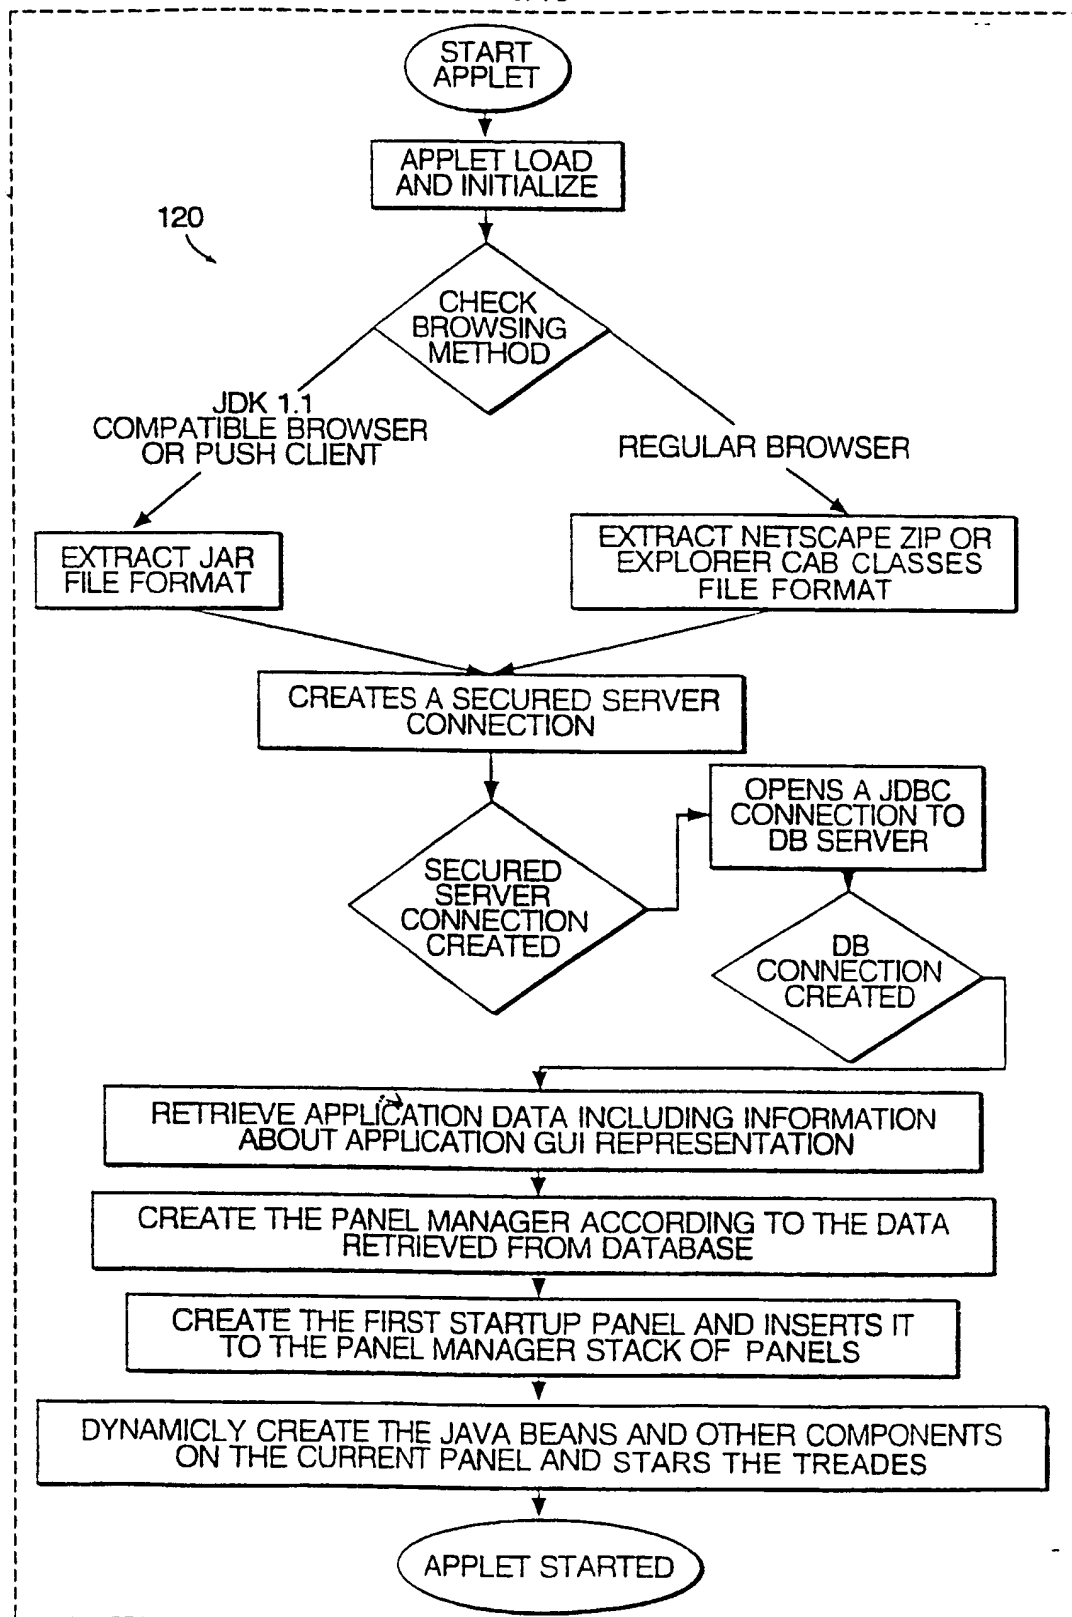 START
APPLET
APPLET LOAD
AND INITIALIZE
120
CHECK
BROWSING
METHOD
JDK 1.1
COMPATIBLE BROWSER
OR PUSH CLIENT
REGULAR BROWSER
EXTRACT JAR
FILE FORMAT
EXTRACT NETSCAPE ZIP OR
EXPLORER CAB CLASSES
FILE FORMAT
CREATES A SECURED SERVER
CONNECTION
OPENS A JDBC
CONNECTION TO
DB SERVER
SECURED
SERVER
CONNECTION
CREATED
DB
CONNECTION
CREATED
RETRIEVE APPLICATION DATA INCLUDING INFORMATION
ABOUT APPLICATION GUI REPRESENTATION
CREATE THE PANEL MANAGER ACCORDING TO THE DATA
RETRIEVED FROM DATABASE
CREATE THE FIRST STARTUP PANEL AND INSERTS IT
TO THE PANEL MANAGER STACK OF PANELS
DYNAMICLY CREATE THE JAVA BEANS AND OTHER COMPONENTS
ON THE CURRENT PANEL AND STARS THE TREADES
APPLET STARTED